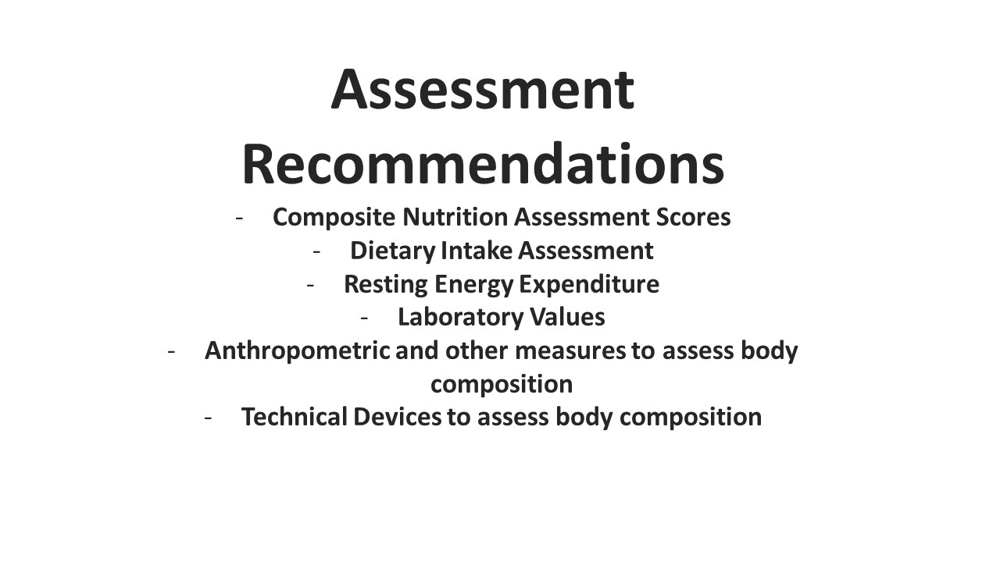 Assessment
Recommendations
- Composite Nutrition Assessment Scores
- Dietary Intake Assessment
- Resting Energy Expenditure
- Laboratory Values
- Anthropometric and other measures to assess body
composition
- Technical Devices to assess body composition